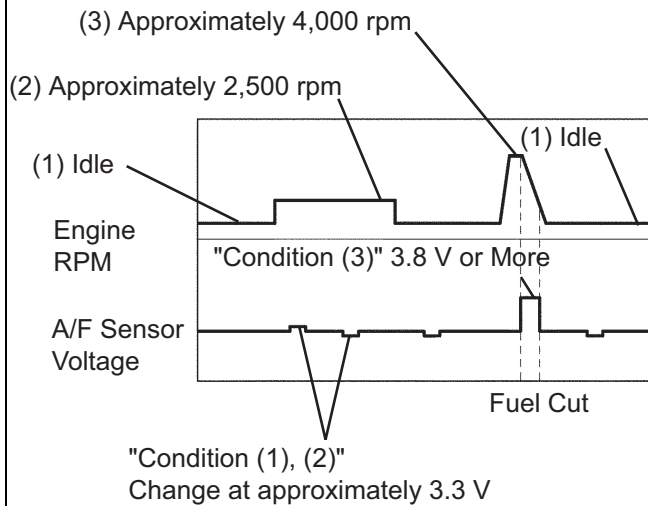 (3) Approximately 4,000 rpm
(2) Approximately 2,500 rpm
(1) Idle
(1) Idle
Engine
RPM
"Condition (3)" 3.8 V or More
A/F Sensor
Voltage
Fuel Cut
"Condition (1), (2)"
Change at approximately 3.3 V